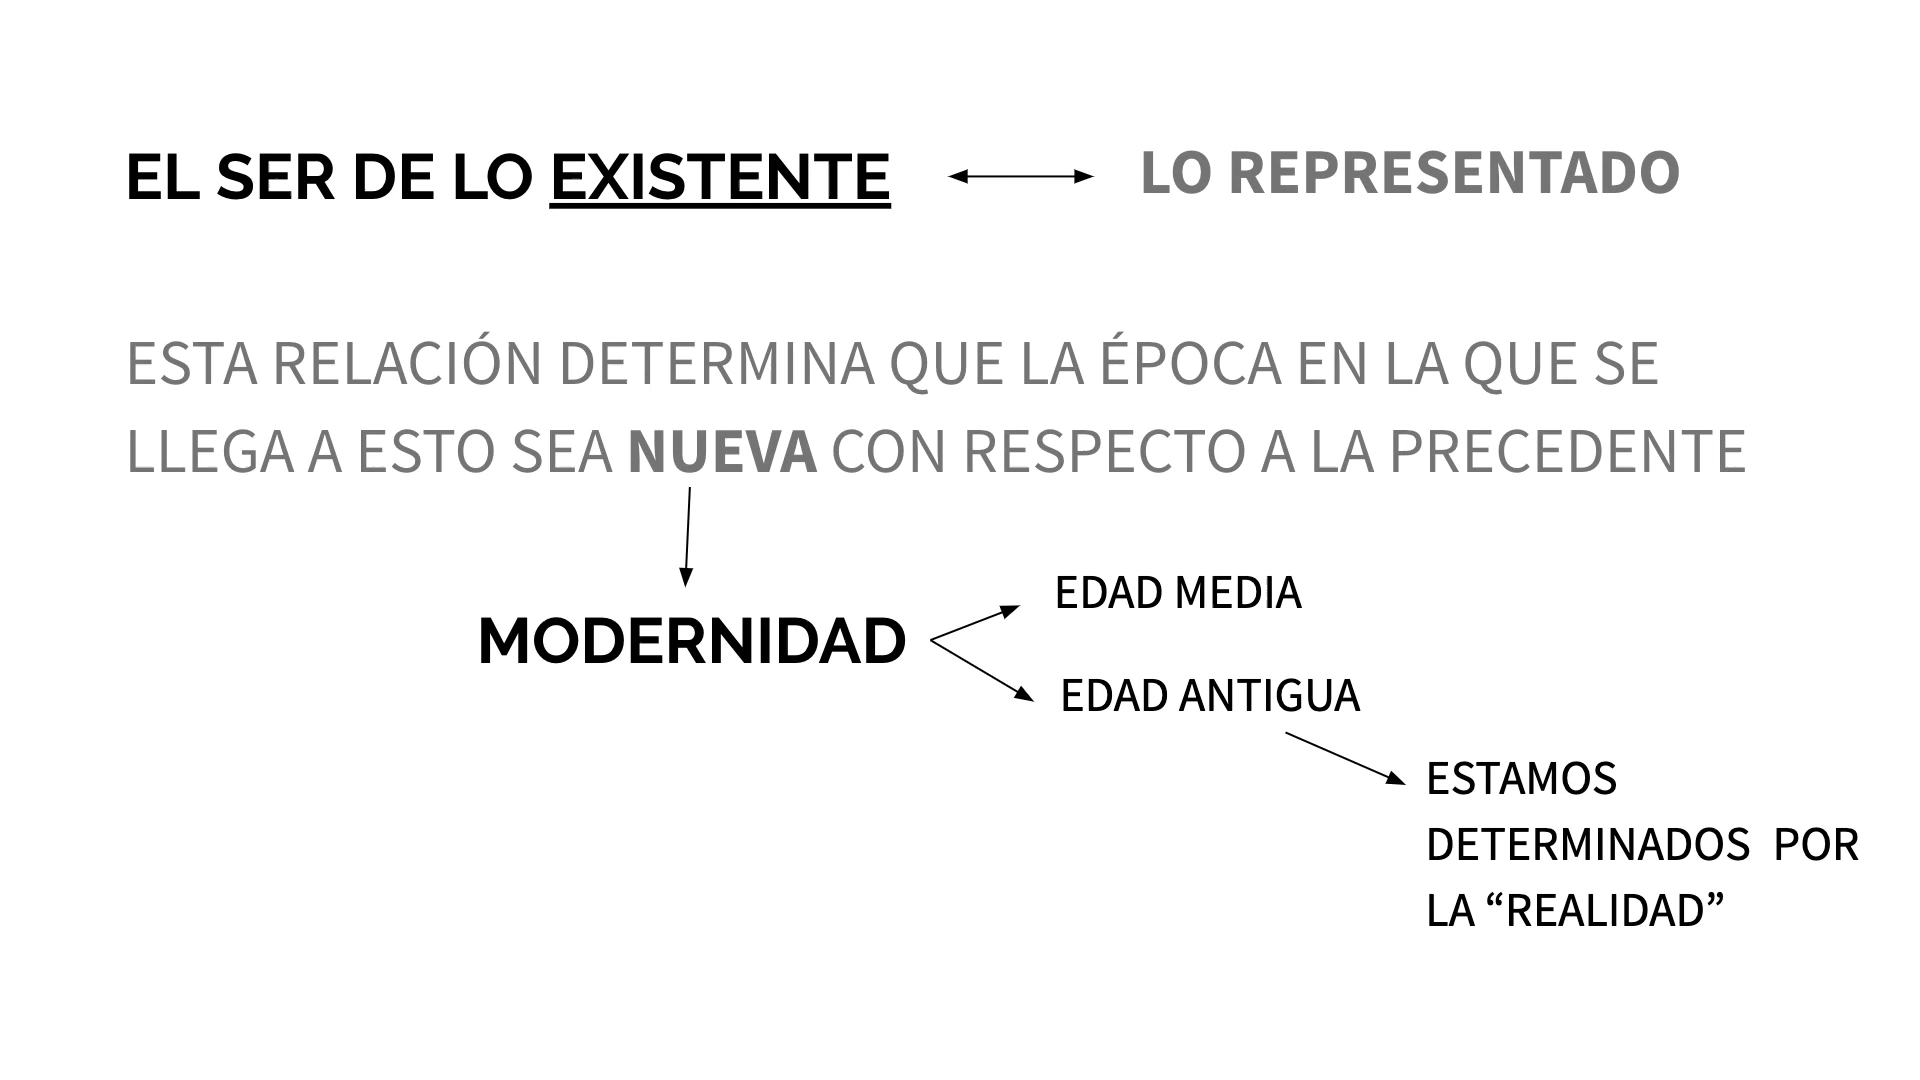 EL SER DE LO EXISTENTE
LO REPRESENTADO
ESTA RELACIÓN DETERMINA QUE LA ÉPOCA EN LA QUE SE
LLEGA A ESTO SEA NUEVA CON RESPECTO A LA PRECEDENTE
MODERNIDAD
EDAD MEDIA
EDAD ANTIGUA
ESTAMOS
DETERMINADOS POR
LA “REALIDAD”